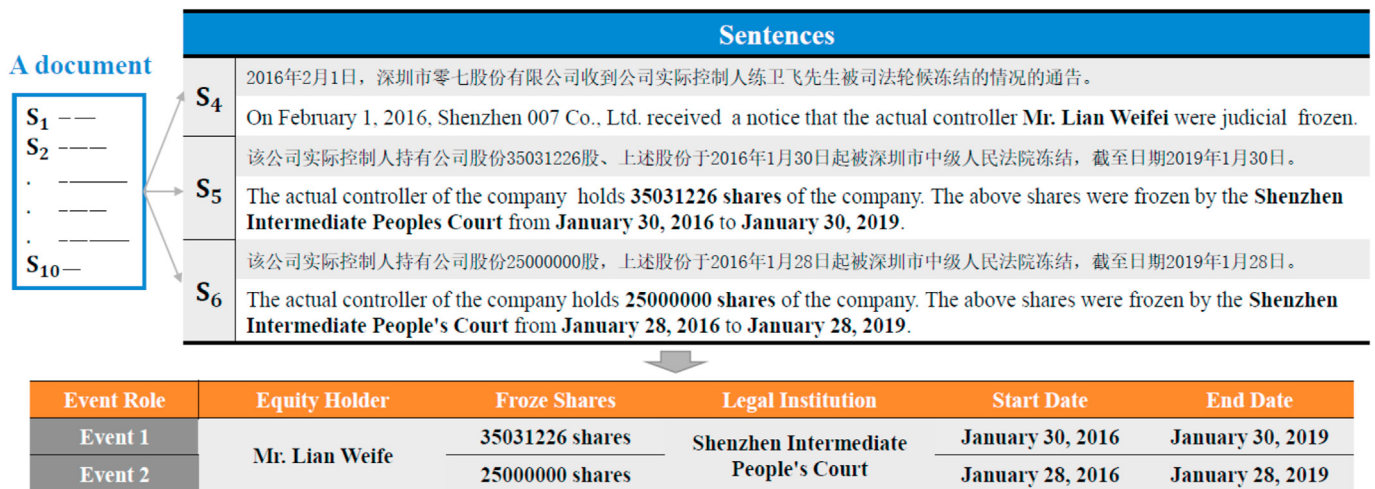 Sentences
A document
S1
S2
.
.
.
S10
S4
2016年2月1日，深圳市零七股份有限公司收到公司实际控制人练卫飞先生被司法轮候冻结的情况的通告。
On February 1, 2016, Shenzhen 007 Co., Ltd. received a notice that the actual controller Mr. Lian Weifei were judicial frozen.
S5
该公司实际控制人持有公司股份35031226股、上述股份于2016年1月30日起被深圳市中级人民法院冻结，截至日期2019年1月30日。
The actual controller of the company holds 35031226 shares of the company. The above shares were frozen by the Shenzhen
Intermediate Peoples Court from January 30, 2016 to January 30, 2019.
S6
该公司实际控制人持有公司股份25000000股，上述股份于2016年1月28日起被深圳市中级人民法院冻结，截至日期2019年1月28日。
The actual controller of the company holds 25000000 shares of the company. The above shares were frozen by the Shenzhen
Intermediate People's Court from January 28, 2016 to January 28, 2019.
Event Role Equity Holder Froze Shares Legal Institution Start Date End Date
Event 1 35031226 shares January 30, 2016 January 30, 2019
Mr. Lian Weife
Shenzhen Intermediate
People's Court
Event 2 25000000 shares January 28, 2016 January 28, 2019